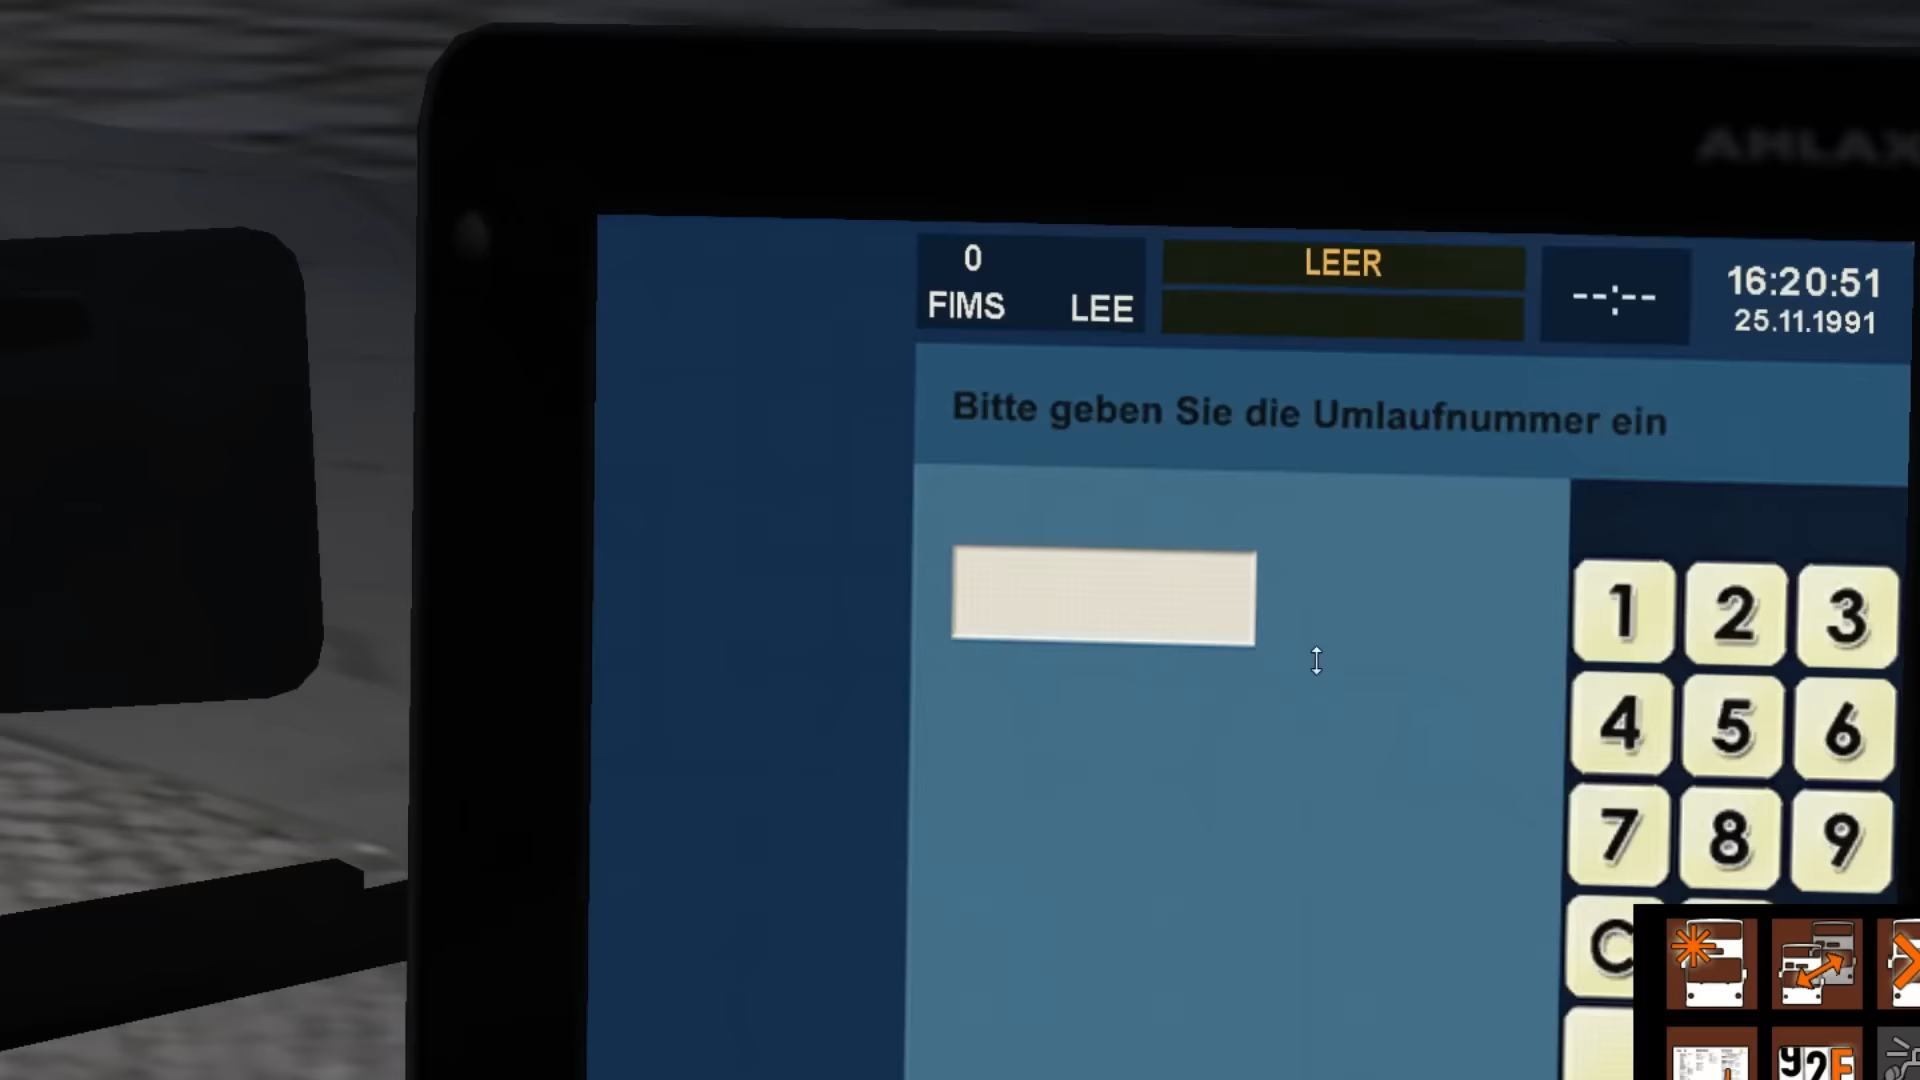 AHLAX
0
FIMS LEE
LEER
--:--
16:20:51
25.11.1991
Bitte geben Sie die Umlaufnummer ein
1 2 3
4 5 6
7 8 9
C